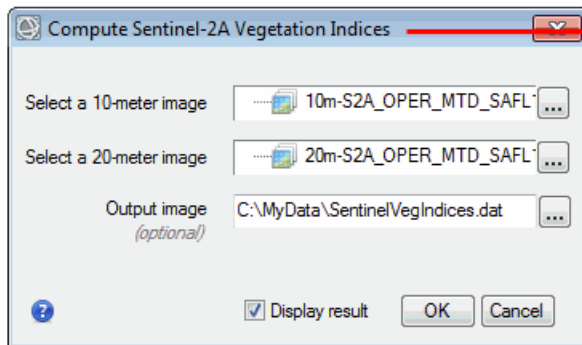 Compute Sentinel-2A Vegetation Indices
Select a 10-meter image 10m-S2A_OPER_MTD_SAFL ...
Select a 20-meter image 20m-S2A_OPER_MTD_SAFL ...
Output image C:\MyData\SentinelVegIndices.dat ...
(optional)
? Display result OK Cancel